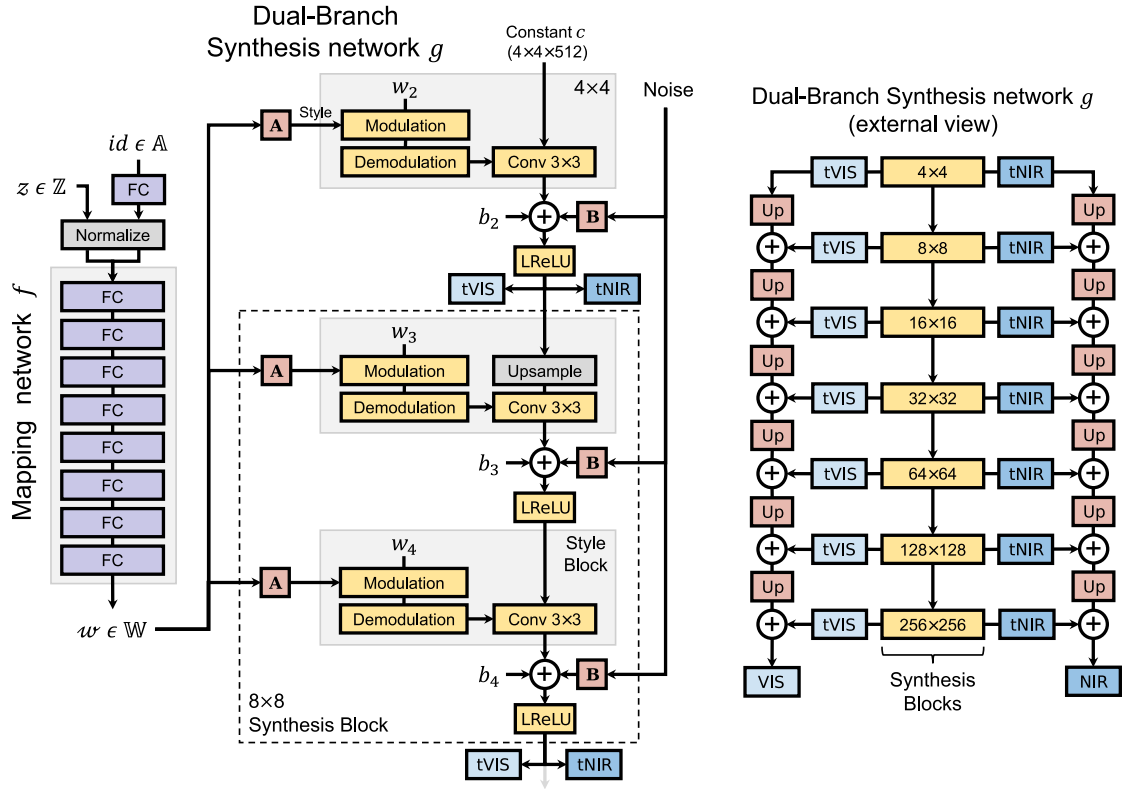 Dual-Branch
Synthesis network g
Constant c
(4×4×512)
w₂
4×4
Noise
A
Style
Modulation
Demodulation
Conv 3×3
id ∈ 𝔸
FC
z ∈ ℤ
Normalize
b₂
+
B
LReLU
tVIS
tNIR
Mapping network f
FC
FC
FC
FC
FC
FC
FC
FC
w ∈ 𝕎
w₃
A
Modulation
Upsample
Demodulation
Conv 3×3
b₃
+
B
LReLU
w₄
Style
Block
A
Modulation
Demodulation
Conv 3×3
b₄
+
B
8×8
Synthesis Block
LReLU
tVIS
tNIR
Dual-Branch Synthesis network g
(external view)
tVIS 4×4 tNIR
Up Up
+ tVIS 8×8 tNIR +
Up Up
+ tVIS 16×16 tNIR +
Up Up
+ tVIS 32×32 tNIR +
Up Up
+ tVIS 64×64 tNIR +
Up Up
+ tVIS 128×128 tNIR +
Up Up
+ tVIS 256×256 tNIR +
VIS
Synthesis
Blocks
NIR